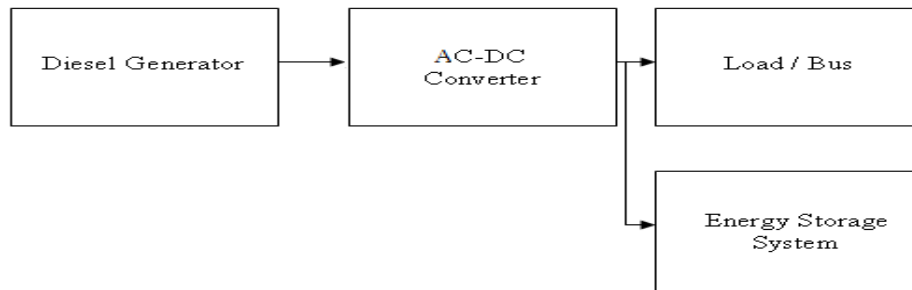 Diesel Generator
AC-DC
Converter
Load / Bus
Energy Storage
System